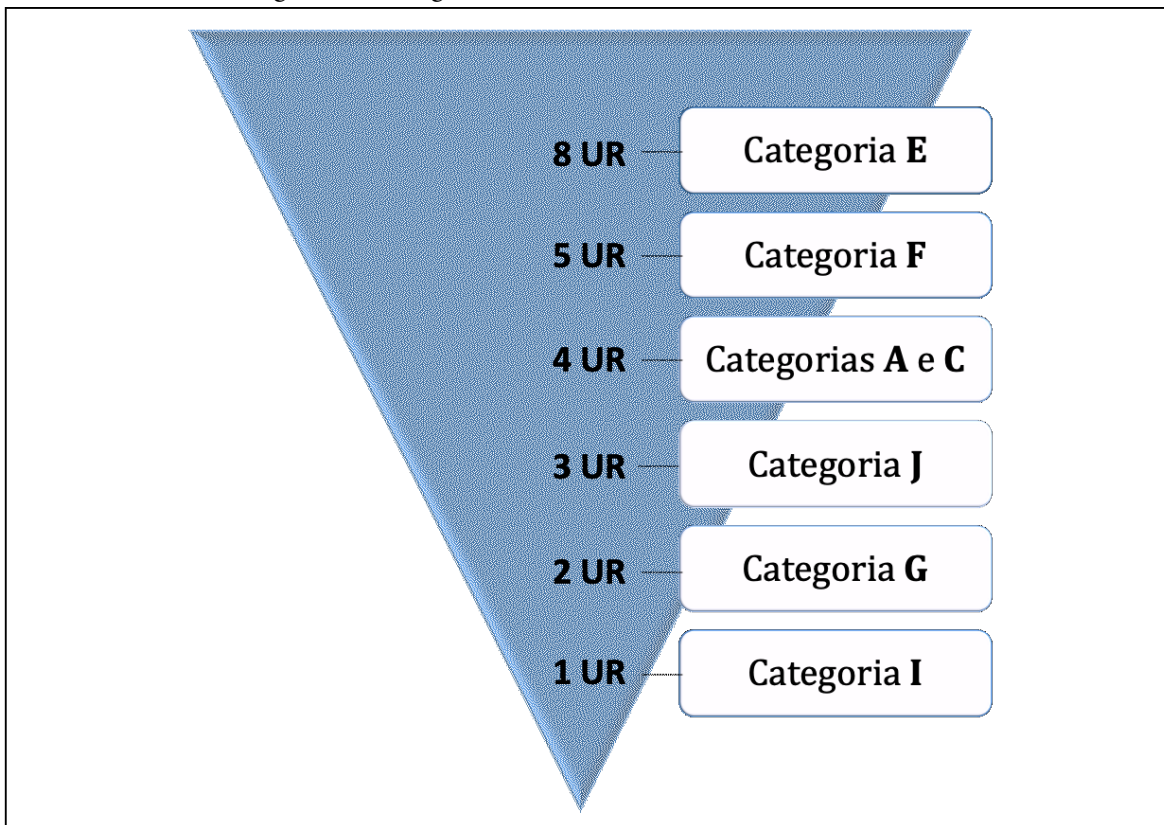 8 UR Categoria E
5 UR Categoria F
4 UR Categorias A e C
3 UR Categoria J
2 UR Categoria G
1 UR Categoria I